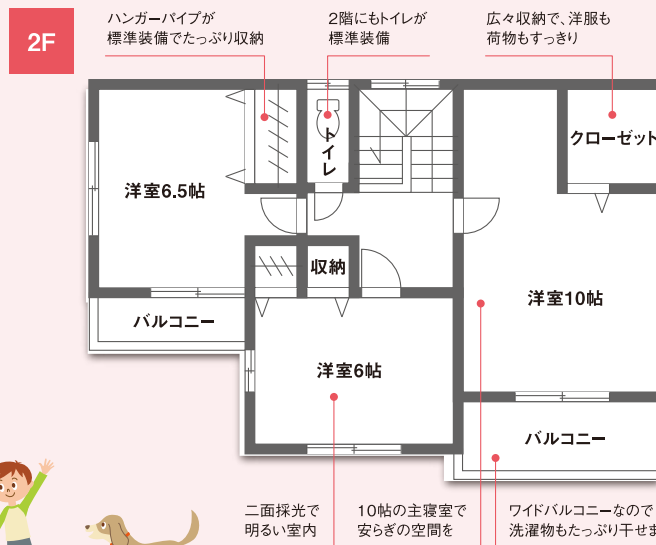 2F
ハンガーパイプが
標準装備でたっぷり収納
2階にもトイレが
標準装備
広々収納で、洋服も
荷物もすっきり
トイレ
クローゼット
洋室6.5帖
収納
洋室10帖
バルコニー
洋室6帖
バルコニー
二面採光で
明るい室内
10帖の主寝室で
安らぎの空間を
ワイドバルコニーなので
洗濯物もたっぷり干せま